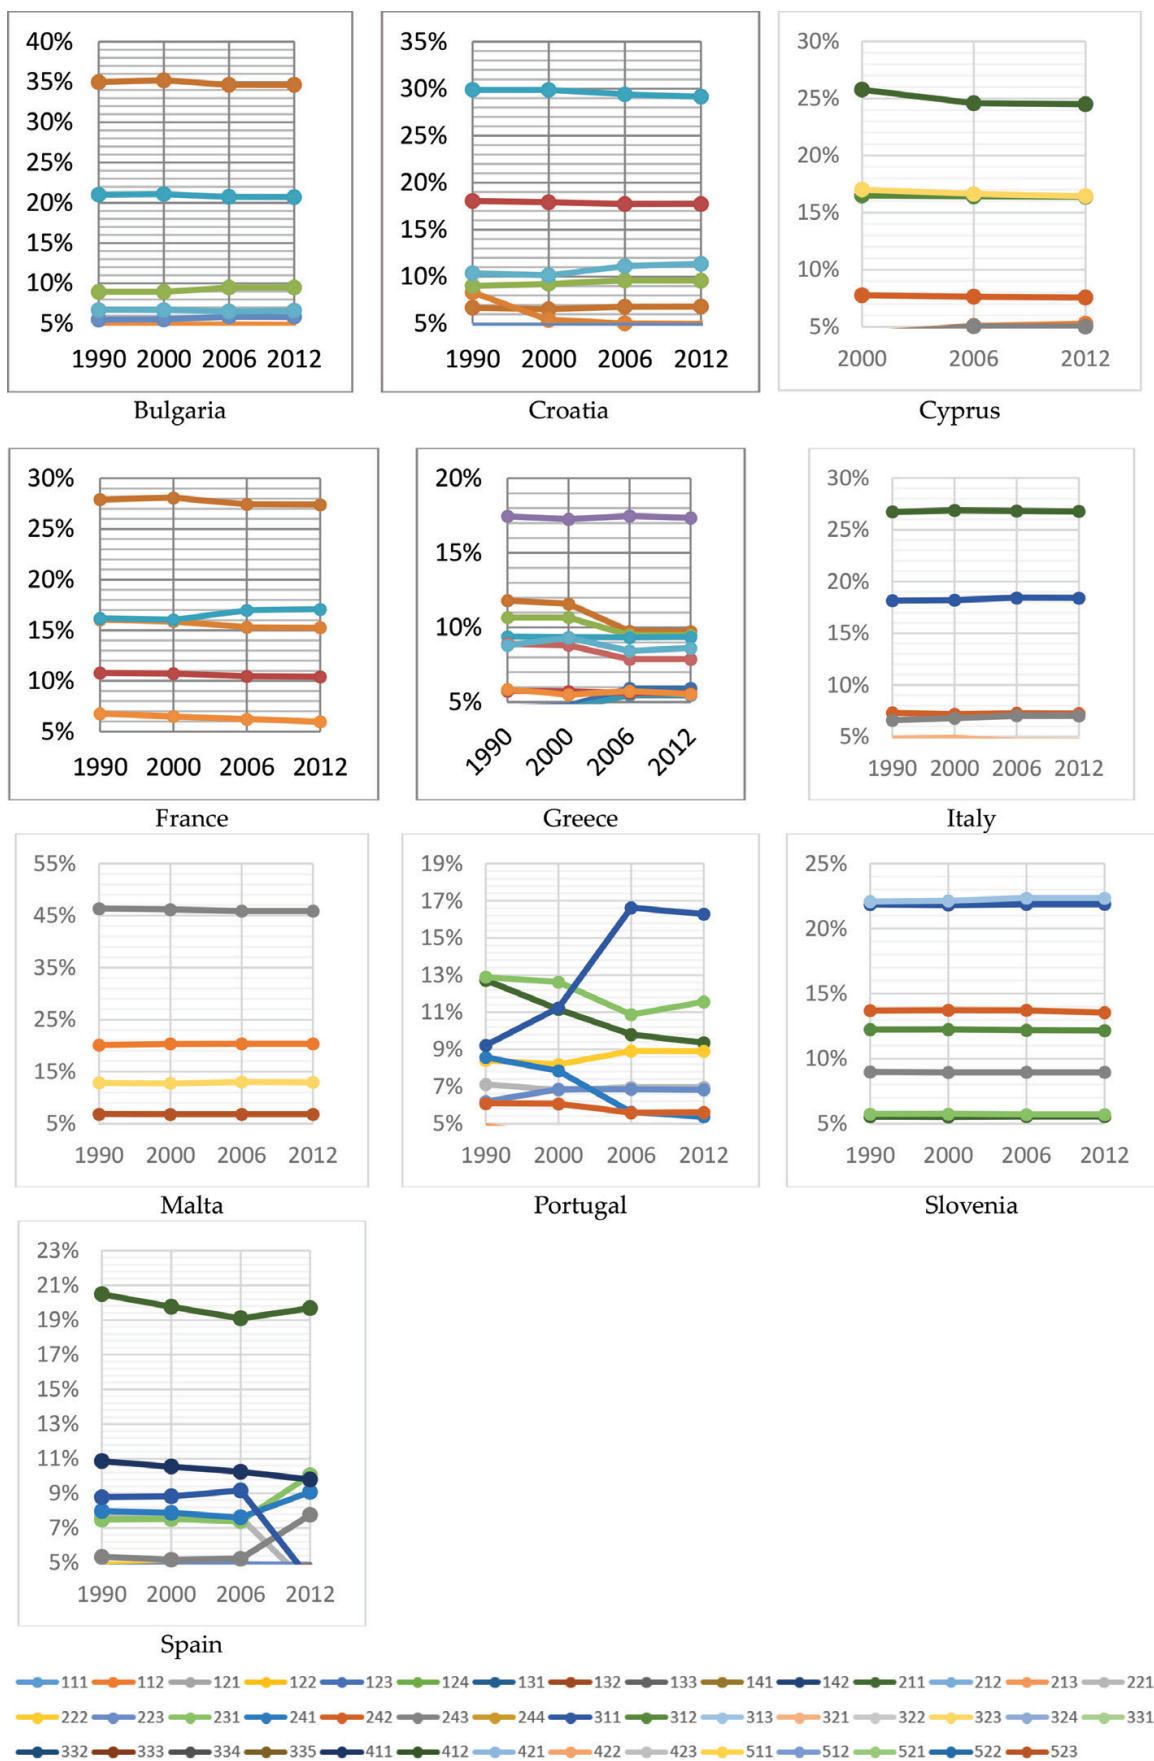 40% 35% 30%
35% 30% 25%
30% 25% 20%
25% 20% 15%
20% 15% 10%
15% 10% 5%
10% 5%
5%
1990 2000 2006 2012 1990 2000 2006 2012 2000 2006 2012
Bulgaria Croatia Cyprus
30% 20% 30%
25% 15% 25%
20% 10% 20%
15% 5% 15%
10% 10%
5% 5%
1990 2000 2006 2012 1990 2000 2006 2012 1990 2000 2006 2012
France Greece Italy
55% 19% 25%
45% 17% 20%
35% 15% 15%
25% 13% 10%
15% 11% 5%
5% 9%
7%
5%
1990 2000 2006 2012 1990 2000 2006 2012 1990 2000 2006 2012
Malta Portugal Slovenia
23%
21%
19%
17%
15%
13%
11%
9%
7%
5%
1990 2000 2006 2012
Spain
111 112 121 122 123 124 131 132 133 141 142 211 212 213 221
222 223 231 241 242 243 244 311 312 313 321 322 323 324 331
332 333 334 335 411 412 421 422 423 511 512 521 522 523